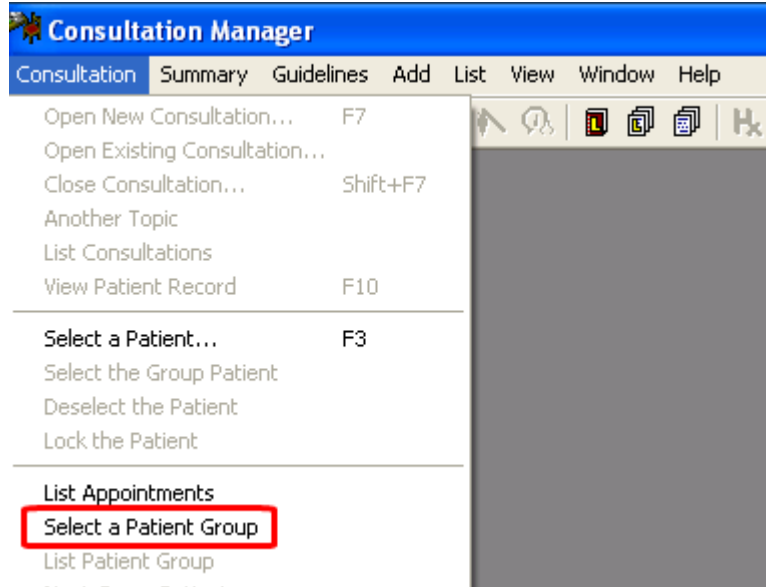 Consultation Manager
Consultation Summary Guidelines Add List View Window Help
Open New Consultation... F7
Open Existing Consultation...
Close Consultation... Shift+F7
Another Topic
List Consultations
View Patient Record F10
Select a Patient... F3
Select the Group Patient
Deselect the Patient
Lock the Patient
List Appointments
Select a Patient Group
List Patient Group